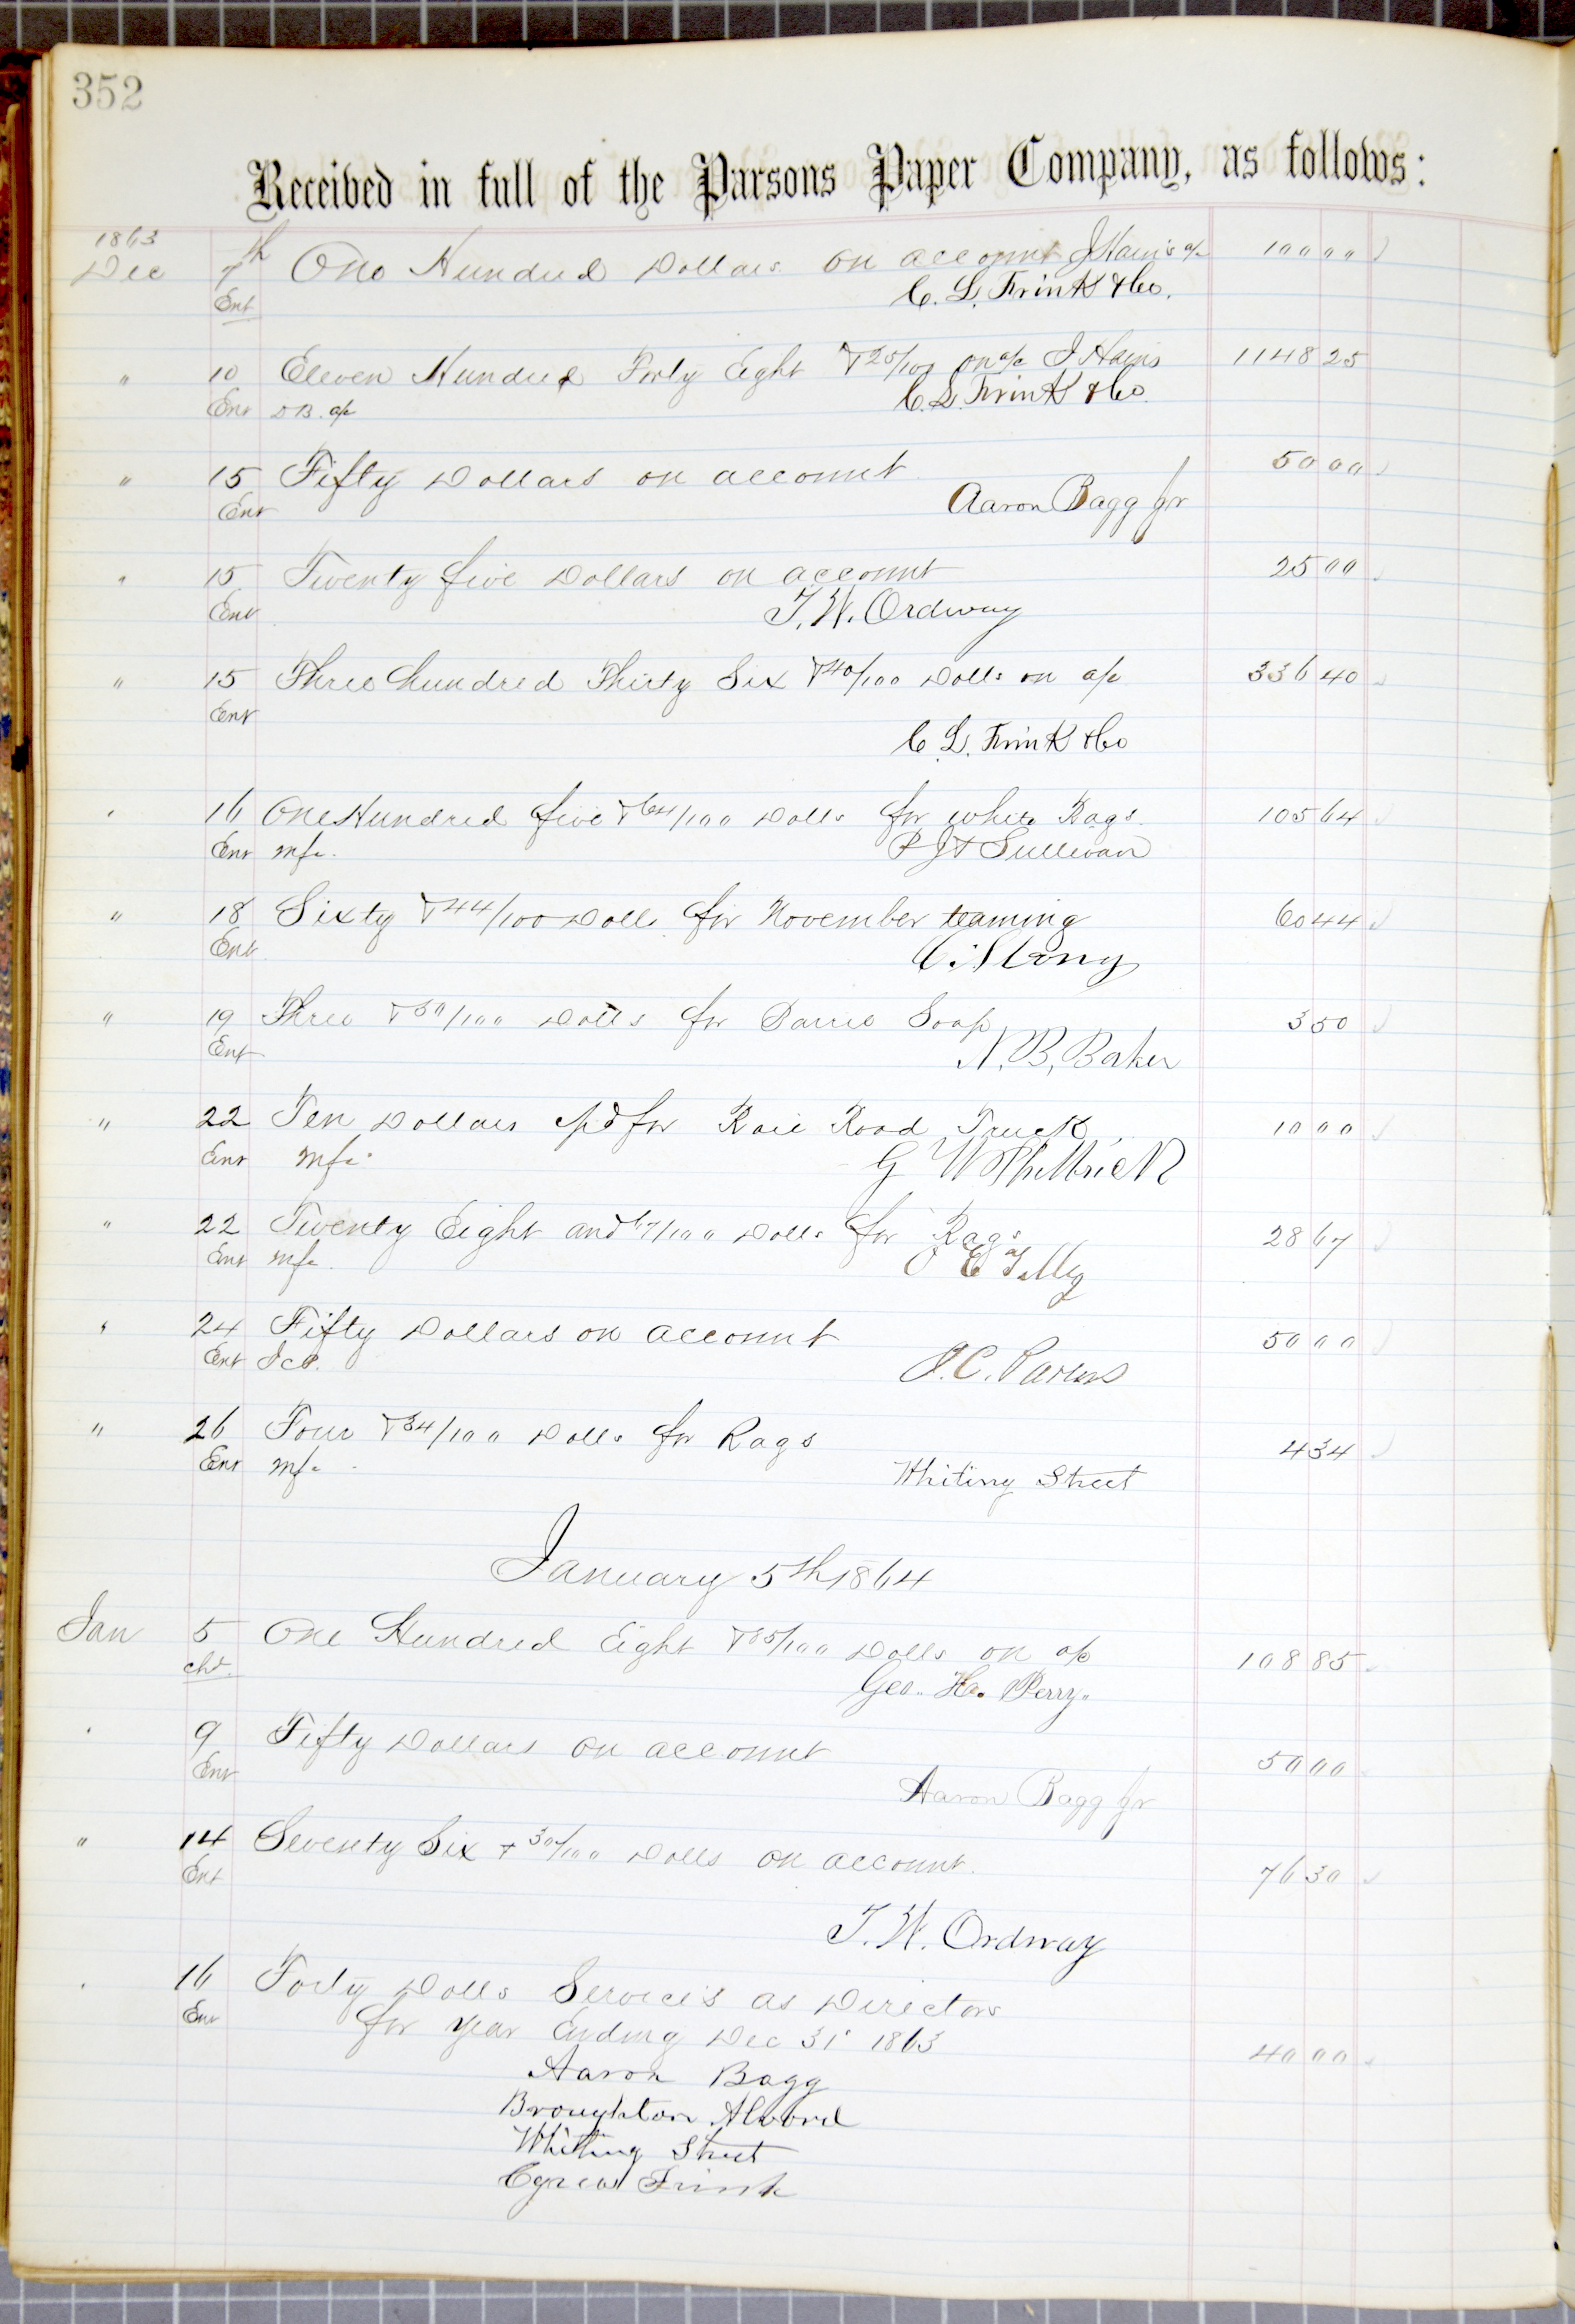 352
Received in full of the Parsons Paper Company, as follows:
1863
Dec 7th One Hundred Dollars on account J Hains a/c 100 00
Ent C. L. Frink & Co.
" 10 Eleven Hundred Forty Eight & 25/100 on a/c J Hains 1148 25
Ent DB. a/c C. L. Frink & Co.
" 15 Fifty Dollars on account 50 00
Ent Aaron Bagg Jr
" 15 Twenty five Dollars on account 25 00
Ent T. W. Ordway
" 15 Three hundred Thirty Six & 40/100 Dolls on a/c 336 40
Ent
C. L. Frink & Co
" 16 One Hundred five & 64/100 Dolls for white Rags 105 64
Ent Mfc. P J O Sullivan
" 18 Sixty & 44/100 Dolls for November teaming 60 44
Ent C. Strong
" 19 Three & 50/100 Dolls for Soap 3 50
Ent N. B. Baker
" 22 Ten Dollars for Rail Road Truck 10 00
Ent Mfc. G W
" 22 Twenty Eight and 67/100 Dolls for Rags 28 67
Ent Mfc.
" 24 Fifty Dollars on account 50 00
Ent J C P. J. C. Parsons
" 26 Four & 34/100 Dolls for Rags 4 34
Ent Mfc. Whiting Street
January 5th 1864
Jan 5 One Hundred Eight & 85/100 Dolls on a/c 108 85
chd. Geo. H. Perry.
" 9 Fifty Dollars on account 50 00
Ent Aaron Bagg Jr
" 14 Seventy Six & 30/100 Dolls on account. 76 30
Ent
T. W. Ordway
" 16 Forty Dolls Services as Directors
Ent for year Ending Dec 31st 1863 40 00
Aaron Bagg
Broughton Alvord
Whiting Street
Cyrus Frink